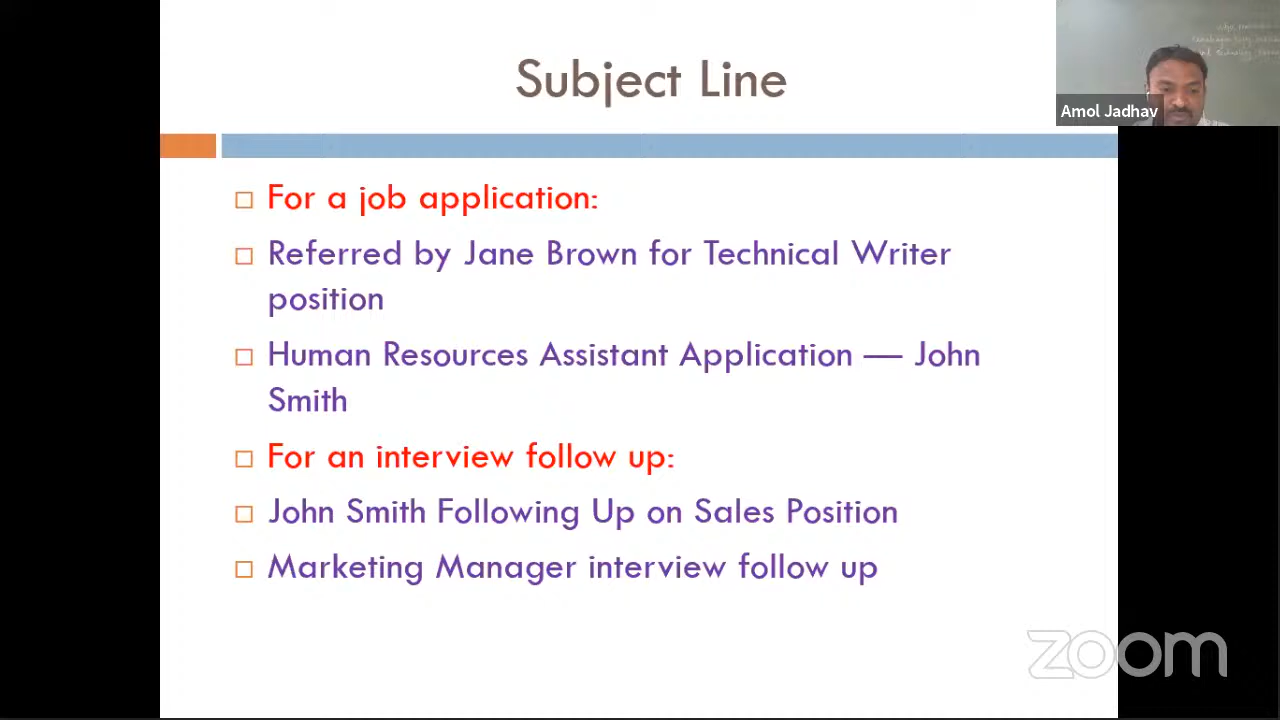 Subject Line
Amol Jadhav
For a job application:
Referred by Jane Brown for Technical Writer
position
Human Resources Assistant Application — John
Smith
For an interview follow up:
John Smith Following Up on Sales Position
Marketing Manager interview follow up
zoom